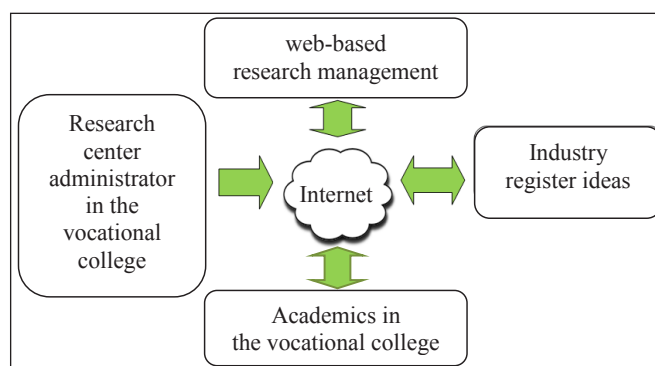 web-based
research management
Research
center
administrator
in the
vocational
college
Internet
Industry
register ideas
Academics in
the vocational college